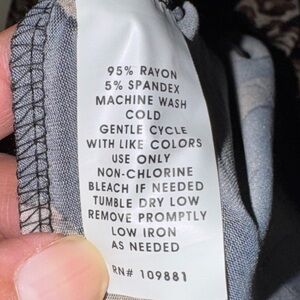 95% RAYON
5% SPANDEX
MACHINE WASH
COLD
GENTLE CYCLE
WITH LIKE COLORS
USE ONLY
NON-CHLORINE
BLEACH IF NEEDED
TUMBLE DRY LOW
REMOVE PROMPTLY
LOW IRON
AS NEEDED
RN# 109881